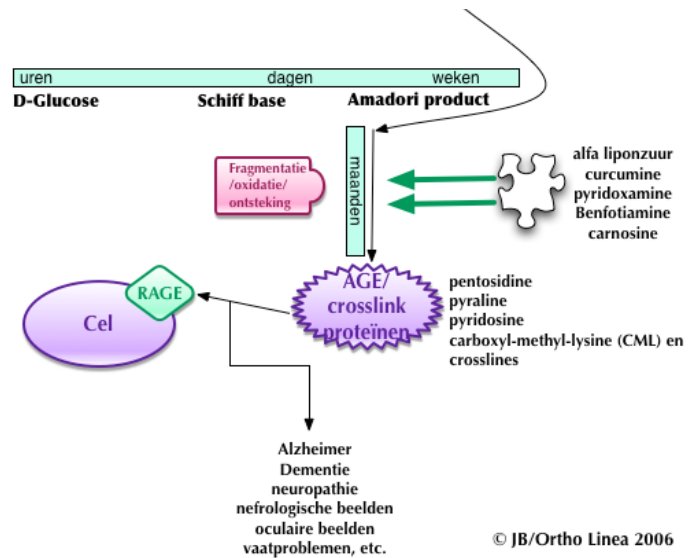 uren dagen weken
D-Glucose Schiff base Amadori product
maanden
Fragmentatie
/oxidatie/
ontsteking
alfa liponzuur
curcumine
pyridoxamine
Benfotiamine
carnosine
RAGE
Cel
AGE/
crosslink
proteïnen
pentosidine
pyraline
pyridosine
carboxyl-methyl-lysine (CML) en
crosslines
Alzheimer
Dementie
neuropathie
nefrologische beelden
oculaire beelden
vaatproblemen, etc.
© JB/Ortho Linea 2006